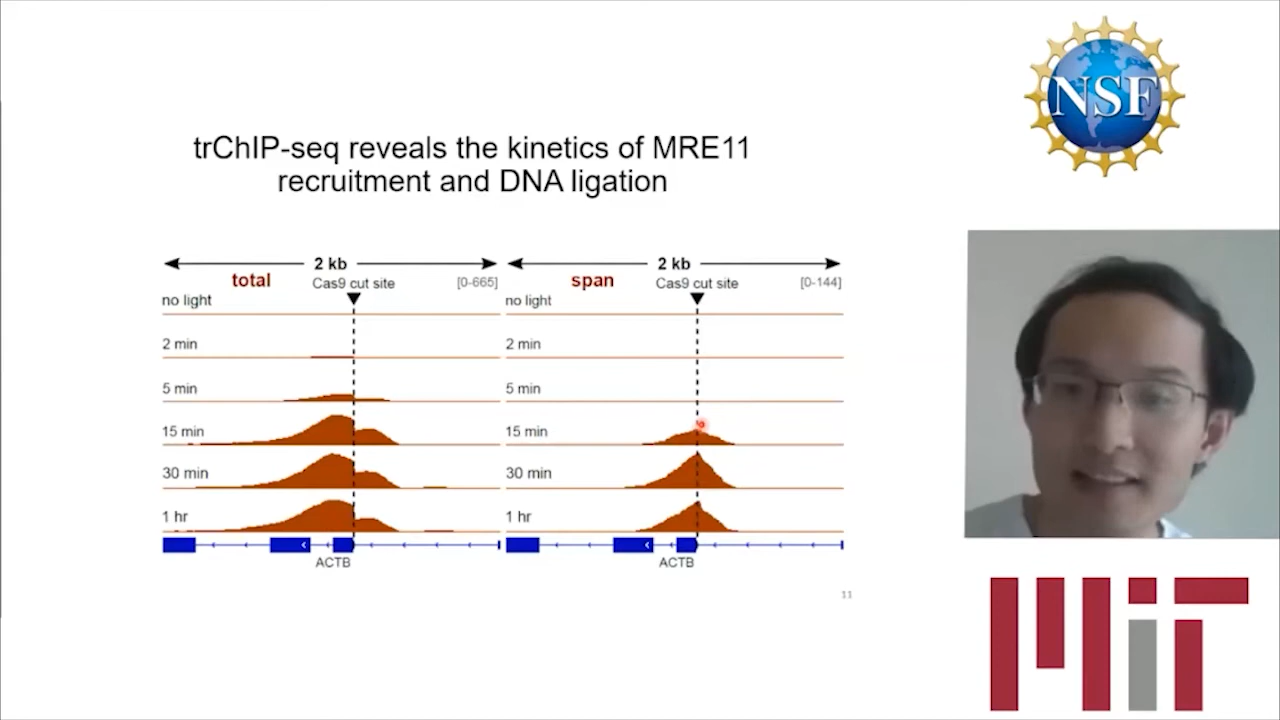 NSF
trChIP-seq reveals the kinetics of MRE11
recruitment and DNA ligation
2 kb
total
Cas9 cut site
[0-665]
no light
2 min
5 min
15 min
30 min
1 hr
ACTB
2 kb
span
Cas9 cut site
[0-144]
no light
2 min
5 min
15 min
30 min
1 hr
ACTB
11
MIT